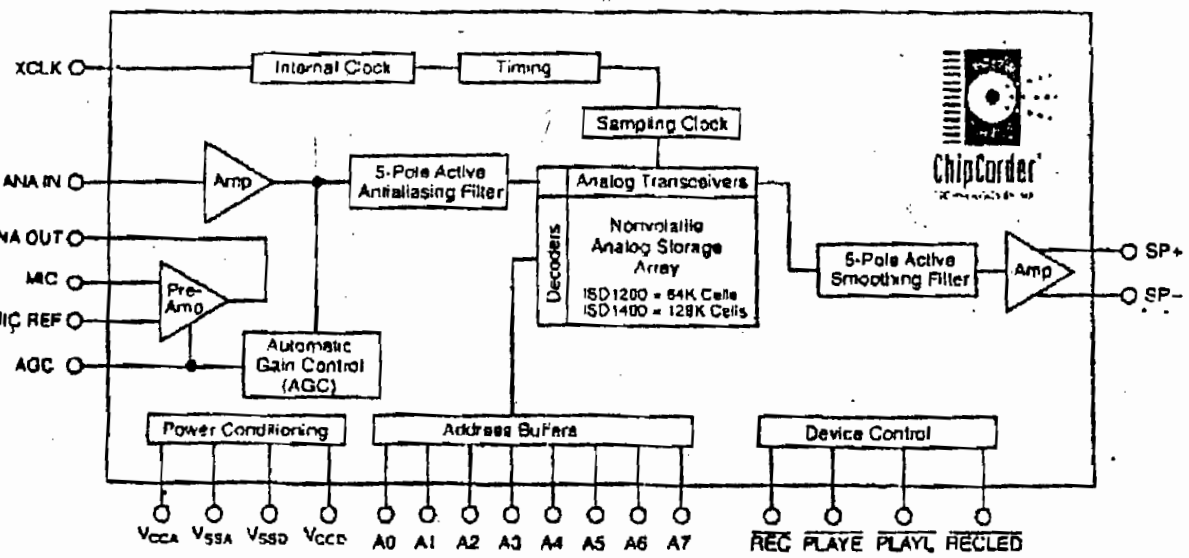 XCLK
Internal Clock
Timing
Sampling Clock
ChipCorder
ANA IN
Amp
5-Pole Active
Antialiasing Filter
Analog Transceivers
Decoders
Nonvolatile
Analog Storage
Array
ISD1200 = 64K Cells
ISD1400 = 128K Cells
NA OUT
MIC
MIC REF
AGC
Pre-
Amp
Automatic
Gain Control
(AGC)
5-Pole Active
Smoothing Filter
Amp
SP+
SP–
Power Conditioning
Address Buffers
Device Control
VCCA VSSA VSSD VCCD A0 A1 A2 A3 A4 A5 A6 A7 REC PLAYE PLAYL RECLED